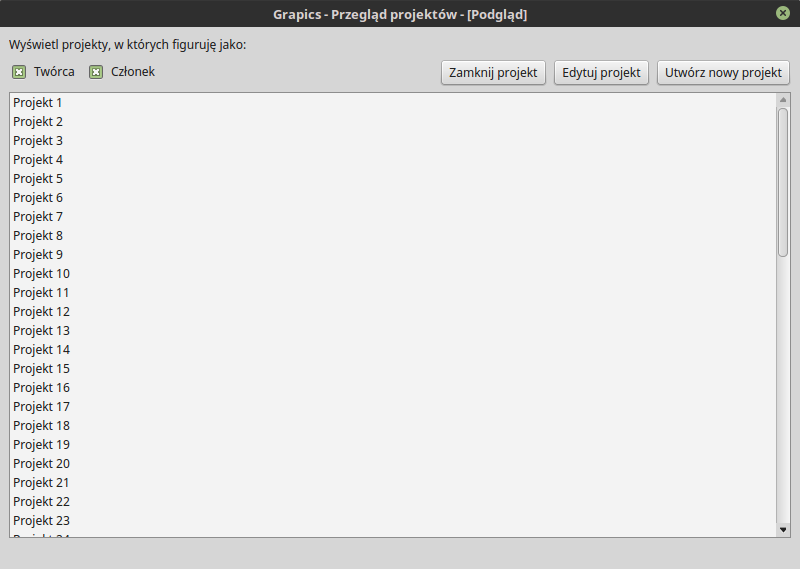 Grapics - Przegląd projektów - [Podgląd]
Wyświetl projekty, w których figuruję jako:
Twórca Członek Zamknij projekt Edytuj projekt Utwórz nowy projekt
Projekt 1
Projekt 2
Projekt 3
Projekt 4
Projekt 5
Projekt 6
Projekt 7
Projekt 8
Projekt 9
Projekt 10
Projekt 11
Projekt 12
Projekt 13
Projekt 14
Projekt 15
Projekt 16
Projekt 17
Projekt 18
Projekt 19
Projekt 20
Projekt 21
Projekt 22
Projekt 23